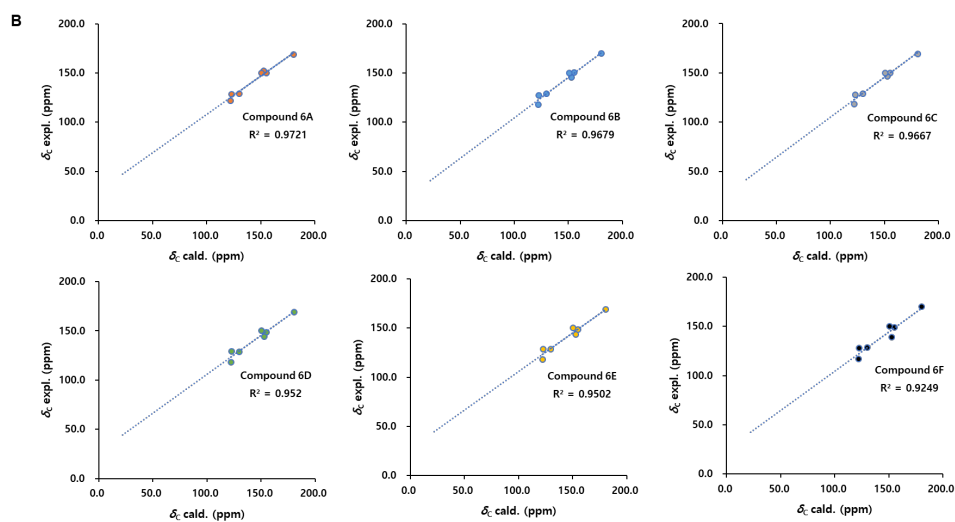 B
200.0
150.0
100.0
50.0
0.0
0.0 50.0 100.0 150.0 200.0
δC expl. (ppm)
δC cald. (ppm)
Compound 6A
R² = 0.9721
200.0
150.0
100.0
50.0
0.0
0.0 50.0 100.0 150.0 200.0
δC expl. (ppm)
δC cald. (ppm)
Compound 6B
R² = 0.9679
200.0
150.0
100.0
50.0
0.0
0.0 50.0 100.0 150.0 200.0
δC expl. (ppm)
δC cald. (ppm)
Compound 6C
R² = 0.9667
200.0
150.0
100.0
50.0
0.0
0.0 50.0 100.0 150.0 200.0
δC expl. (ppm)
δC cald. (ppm)
Compound 6D
R² = 0.952
200.0
150.0
100.0
50.0
0.0
0.0 50.0 100.0 150.0 200.0
δC expl. (ppm)
δC cald. (ppm)
Compound 6E
R² = 0.9502
200.0
150.0
100.0
50.0
0.0
0.0 50.0 100.0 150.0 200.0
δC expl. (ppm)
δC cald. (ppm)
Compound 6F
R² = 0.9249